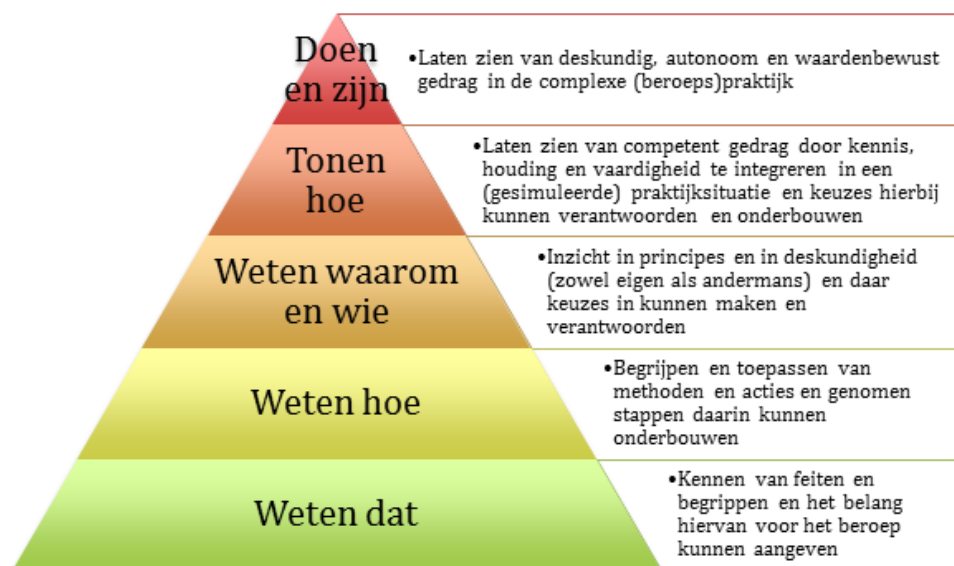 Doen
en zijn
•Laten zien van deskundig, autonoom en waardenbewust
gedrag in de complexe (beroeps)praktijk
Tonen
hoe
•Laten zien van competent gedrag door kennis,
houding en vaardigheid te integreren in een
(gesimuleerde) praktijksituatie en keuzes hierbij
kunnen verantwoorden en onderbouwen
Weten waarom
en wie
•Inzicht in principes en in deskundigheid
(zowel eigen als andermans) en daar
keuzes in kunnen maken en
verantwoorden
Weten hoe
•Begrijpen en toepassen van
methoden en acties en genomen
stappen daarin kunnen
onderbouwen
Weten dat
•Kennen van feiten en
begrippen en het belang
hiervan voor het beroep
kunnen aangeven